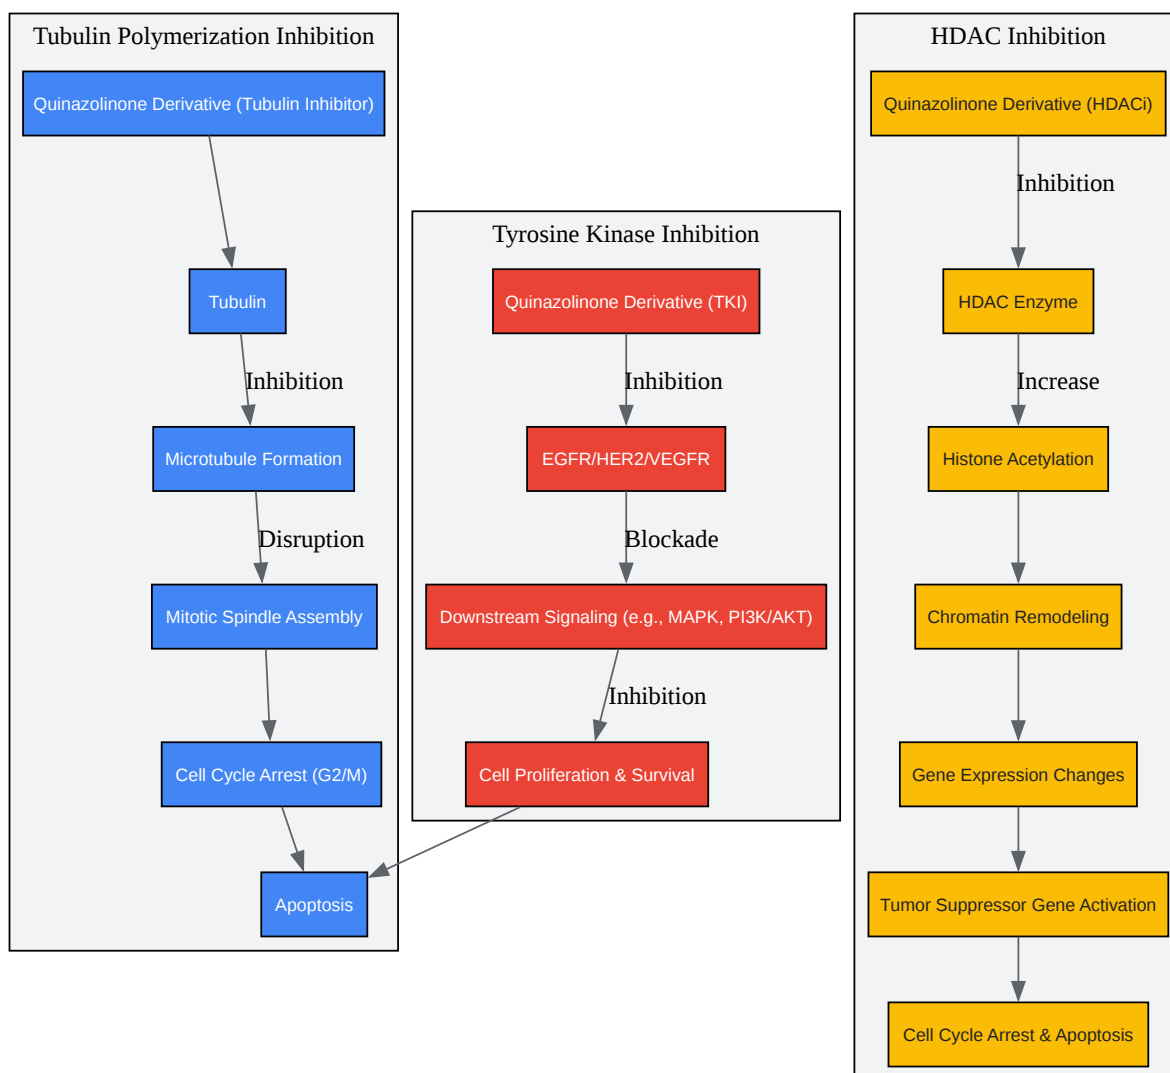 Tubulin Polymerization Inhibition
Quinazolinone Derivative (Tubulin Inhibitor)
Tubulin
Inhibition
Microtubule Formation
Disruption
Mitotic Spindle Assembly
Cell Cycle Arrest (G2/M)
Apoptosis
Tyrosine Kinase Inhibition
Quinazolinone Derivative (TKI)
Inhibition
EGFR/HER2/VEGFR
Blockade
Downstream Signaling (e.g., MAPK, PI3K/AKT)
Inhibition
Cell Proliferation & Survival
HDAC Inhibition
Quinazolinone Derivative (HDACi)
Inhibition
HDAC Enzyme
Increase
Histone Acetylation
Chromatin Remodeling
Gene Expression Changes
Tumor Suppressor Gene Activation
Cell Cycle Arrest & Apoptosis